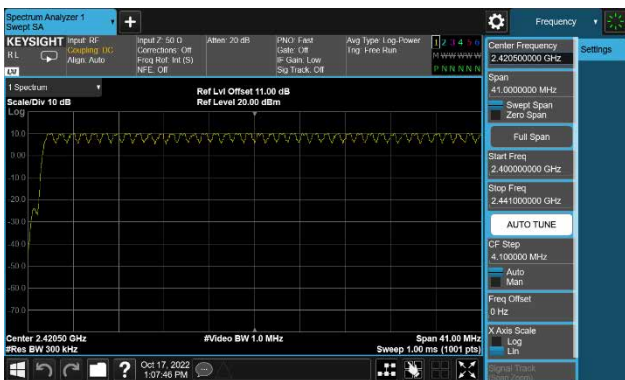 Spectrum Analyzer 1
Swept SA
Frequency
KEYSIGHT
R L
Input: RF
Coupling: DC
Align: Auto
Input Z: 50 Ω
Corrections: Off
Freq Ref: Int (S)
NFE: Off
Atten: 20 dB
PNO: Fast
Gate: Off
IF Gain: Low
Sig Track: Off
Avg Type: Log-Power
Trig: Free Run
1 2 3 4 5 6
M W W W W W
P N N N N N
Center Frequency
2.420500000 GHz
Settings
Span
41.0000000 MHz
Swept Span
Zero Span
Full Span
Start Freq
2.400000000 GHz
Stop Freq
2.441000000 GHz
AUTO TUNE
CF Step
4.100000 MHz
Auto
Man
Freq Offset
0 Hz
X Axis Scale
Log
Lin
Signal Track
1 Spectrum
Scale/Div 10 dB
Ref Lvl Offset 11.00 dB
Ref Level 20.00 dBm
Log
10.0
0.00
-10.0
-20.0
-30.0
-40.0
-50.0
-60.0
-70.0
Center 2.42050 GHz
#Res BW 300 kHz
#Video BW 1.0 MHz
Span 41.00 MHz
Sweep 1.00 ms (1001 pts)
?
Oct 17, 2022
1:07:46 PM